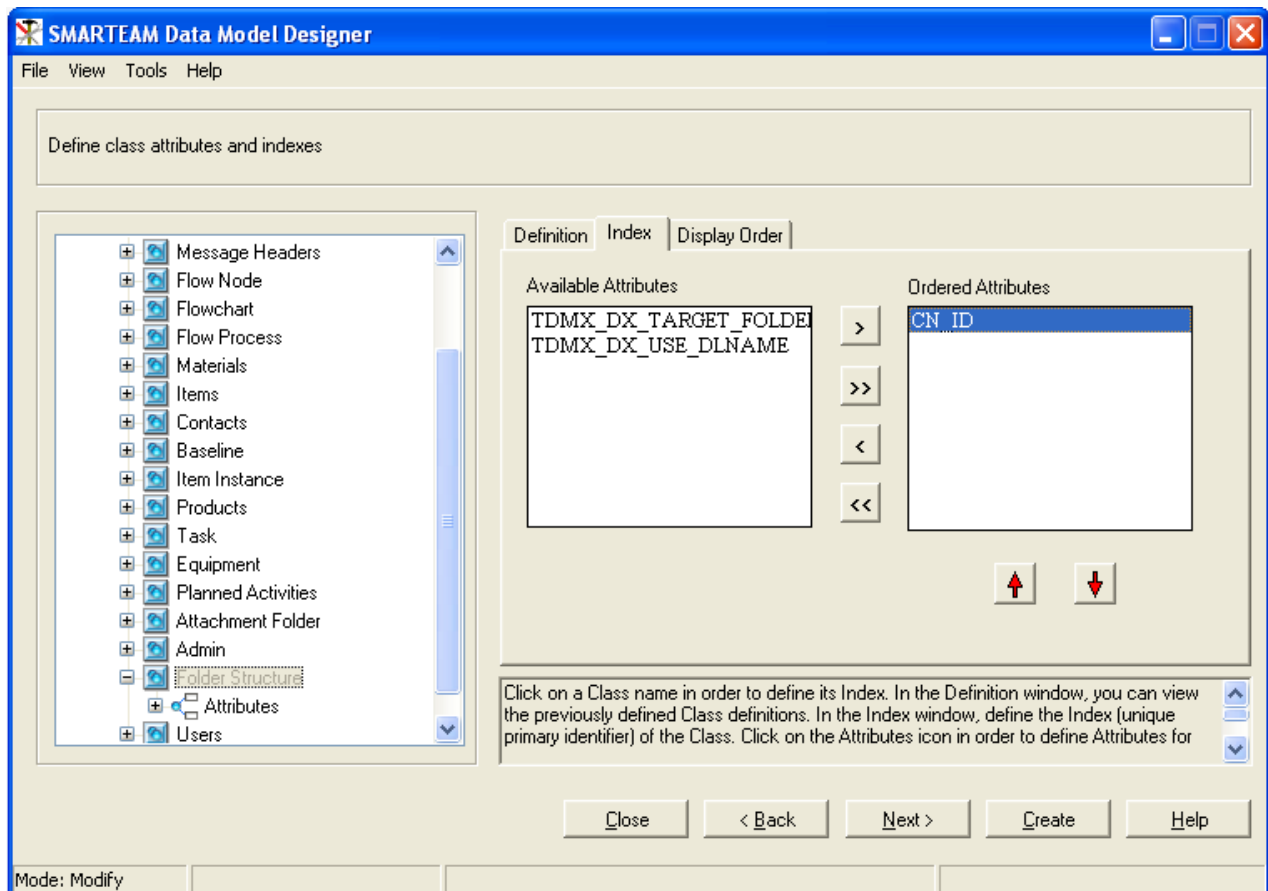 SMARTEAM Data Model Designer
File View Tools Help
Define class attributes and indexes
Message Headers
Flow Node
Flowchart
Flow Process
Materials
Items
Contacts
Baseline
Item Instance
Products
Task
Equipment
Planned Activities
Attachment Folder
Admin
Folder Structure
Attributes
Users
Definition Index Display Order
Available Attributes
TDMX_DX_TARGET_FOLDER
TDMX_DX_USE_DLNAME
>
>>
<
<<
Ordered Attributes
CN_ID
Click on a Class name in order to define its Index. In the Definition window, you can view
the previously defined Class definitions. In the Index window, define the Index (unique
primary identifier) of the Class. Click on the Attributes icon in order to define Attributes for
Close < Back Next > Create Help
Mode: Modify